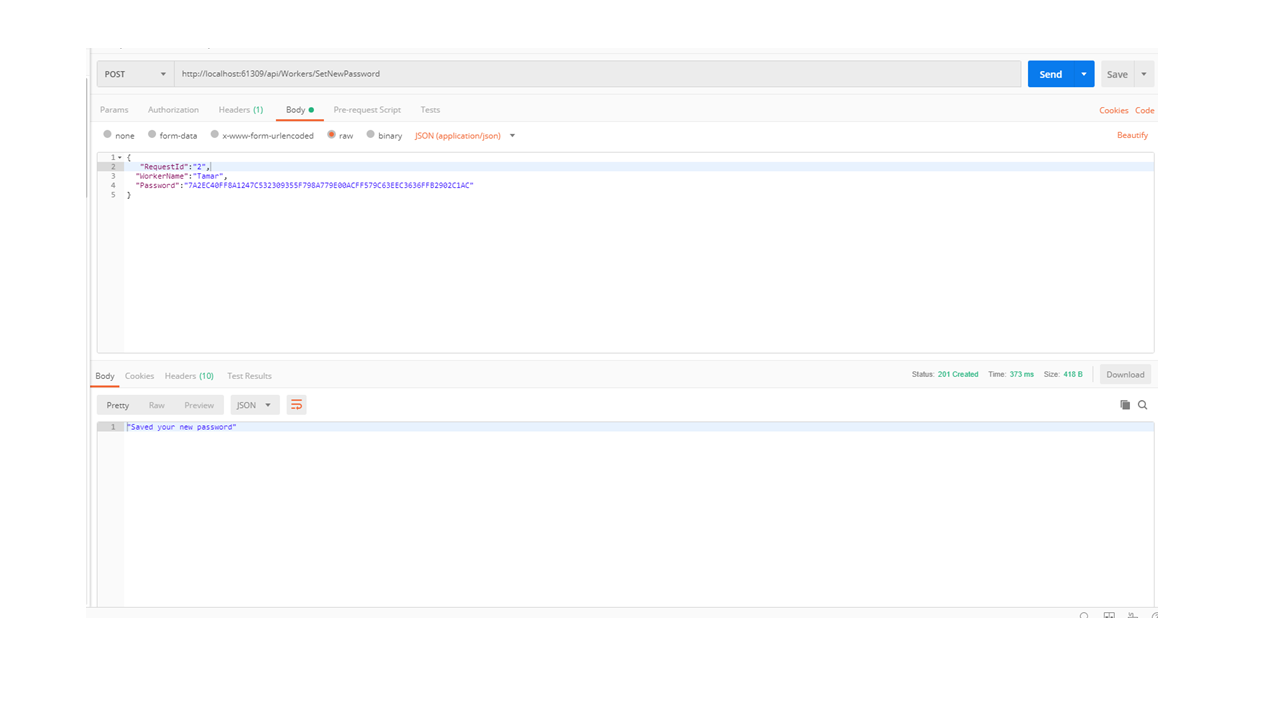 POST http://localhost:61309/api/Workers/SetNewPassword Send Save
Params Authorization Headers (1) Body Pre-request Script Tests Cookies Code
none form-data x-www-form-urlencoded raw binary JSON (application/json) Beautify
1 {
2 "RequestId":"2",
3 "WorkerName":"Tamar",
4 "Password":"7A2EC40FF8A1247C532309355F798A779E00ACFF579C63EEC3636FFB2902C1AC"
5 }
Body Cookies Headers (10) Test Results Status: 201 Created Time: 373 ms Size: 418 B Download
Pretty Raw Preview JSON
1 "Saved your new password"